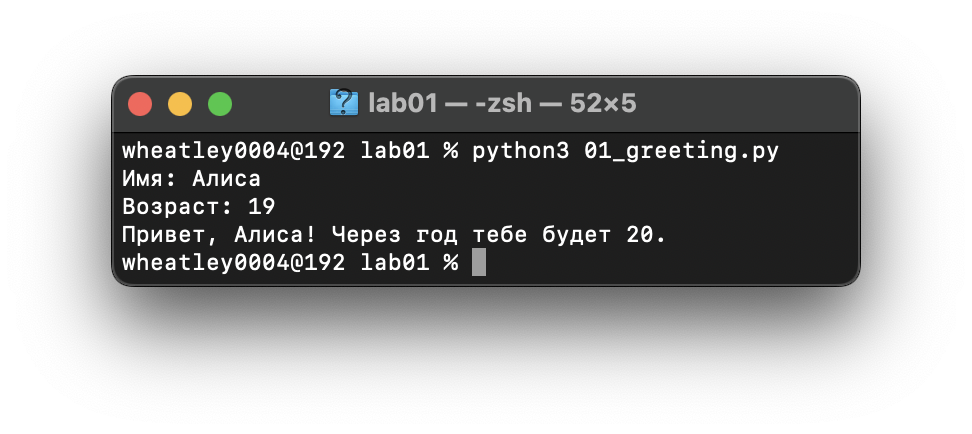 lab01 — -zsh — 52×5
wheatley0004@192 lab01 % python3 01_greeting.py
Имя: Алиса
Возраст: 19
Привет, Алиса! Через год тебе будет 20.
wheatley0004@192 lab01 %